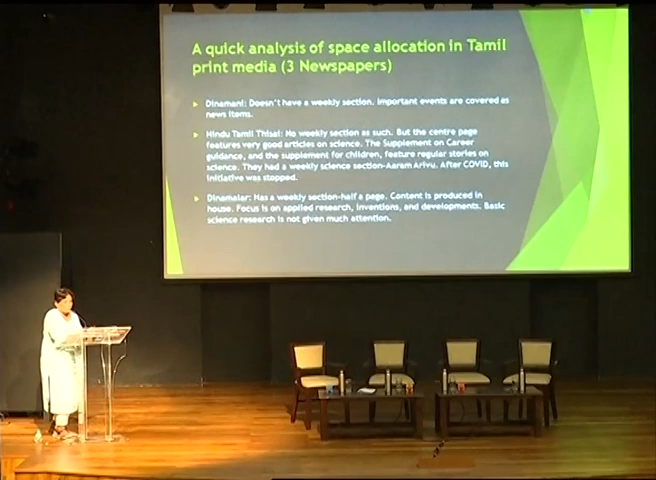 A quick analysis of space allocation in Tamil
print media (3 Newspapers)
Dinamani: Doesn't have a weekly section. Important events are covered as
news items.
Hindu Tamil Thisai: No weekly section as such. But the centre page
features very good articles on science. The Supplement on Career
guidance, and the supplement for children, feature regular stories on
science. They had a weekly science section-Aaram Arivu. After COVID, this
initiative was stopped.
Dinamalar: Has a weekly section-half a page. Content is produced in
house. Focus is on applied research, inventions, and developments. Basic
science research is not given much attention.